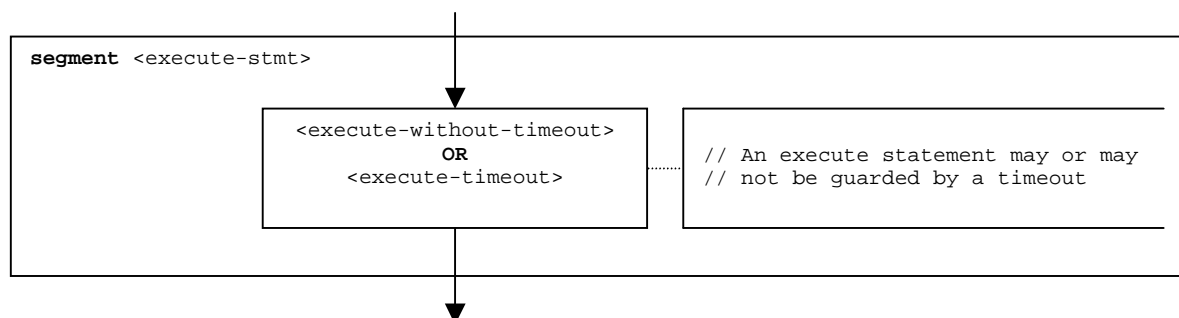 segment <execute-stmt>
<execute-without-timeout>
OR
<execute-timeout>
// An execute statement may or may
// not be guarded by a timeout